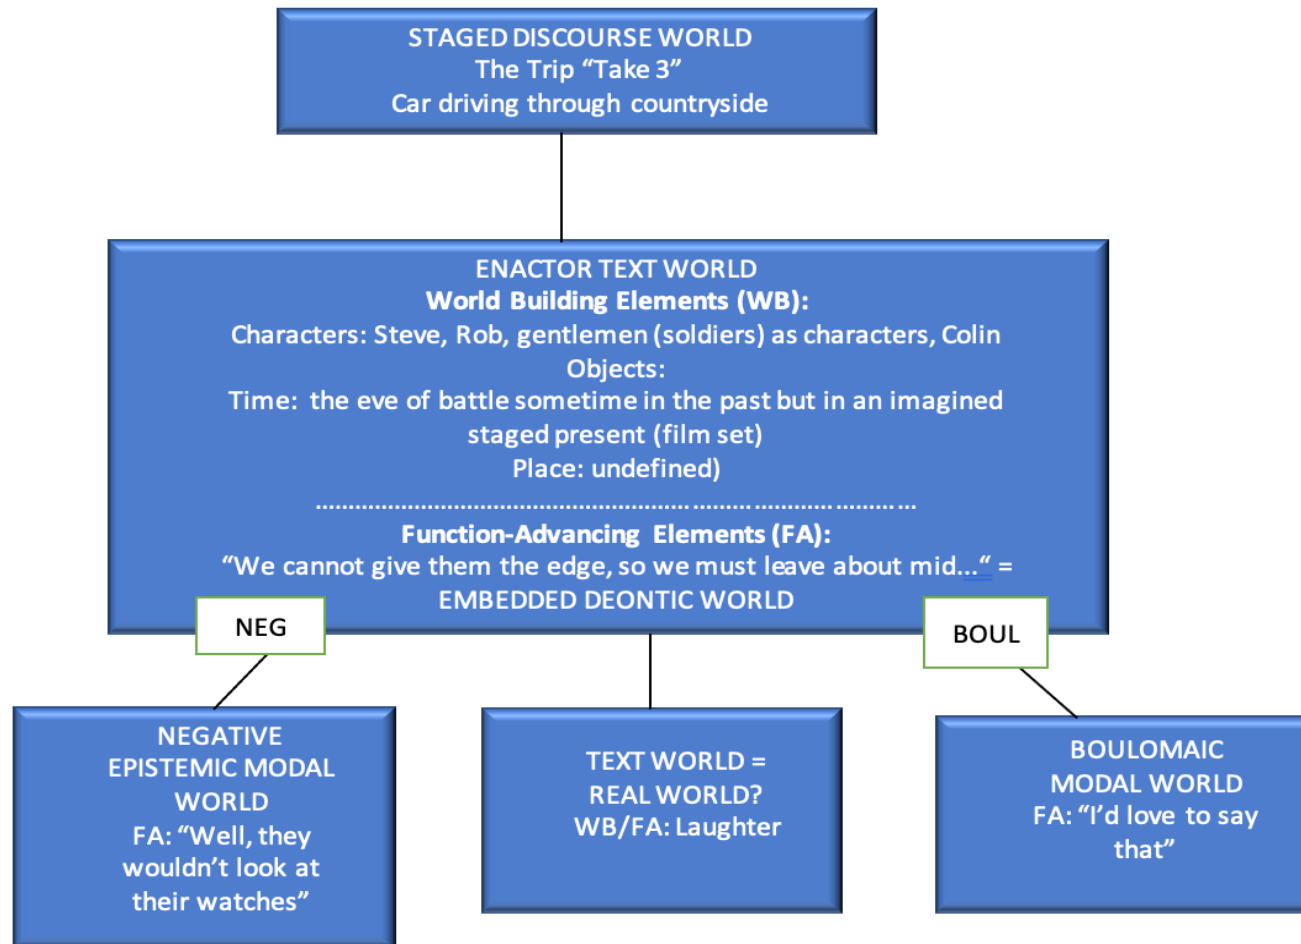 STAGED DISCOURSE WORLD
The Trip “Take 3”
Car driving through countryside
ENACTOR TEXT WORLD
World Building Elements (WB):
Characters: Steve, Rob, gentlemen (soldiers) as characters, Colin
Objects:
Time:  the eve of battle sometime in the past but in an imagined
staged present (film set)
Place: undefined)
……………………………………………………………………………
Function-Advancing Elements (FA):
“We cannot give them the edge, so we must leave about mid...“ =
EMBEDDED DEONTIC WORLD
NEG
BOUL
NEGATIVE
EPISTEMIC MODAL
WORLD
FA: “Well, they
wouldn’t look at
their watches”
TEXT WORLD =
REAL WORLD?
WB/FA: Laughter
BOULOMAIC
MODAL WORLD
FA: “I’d love to say
that”